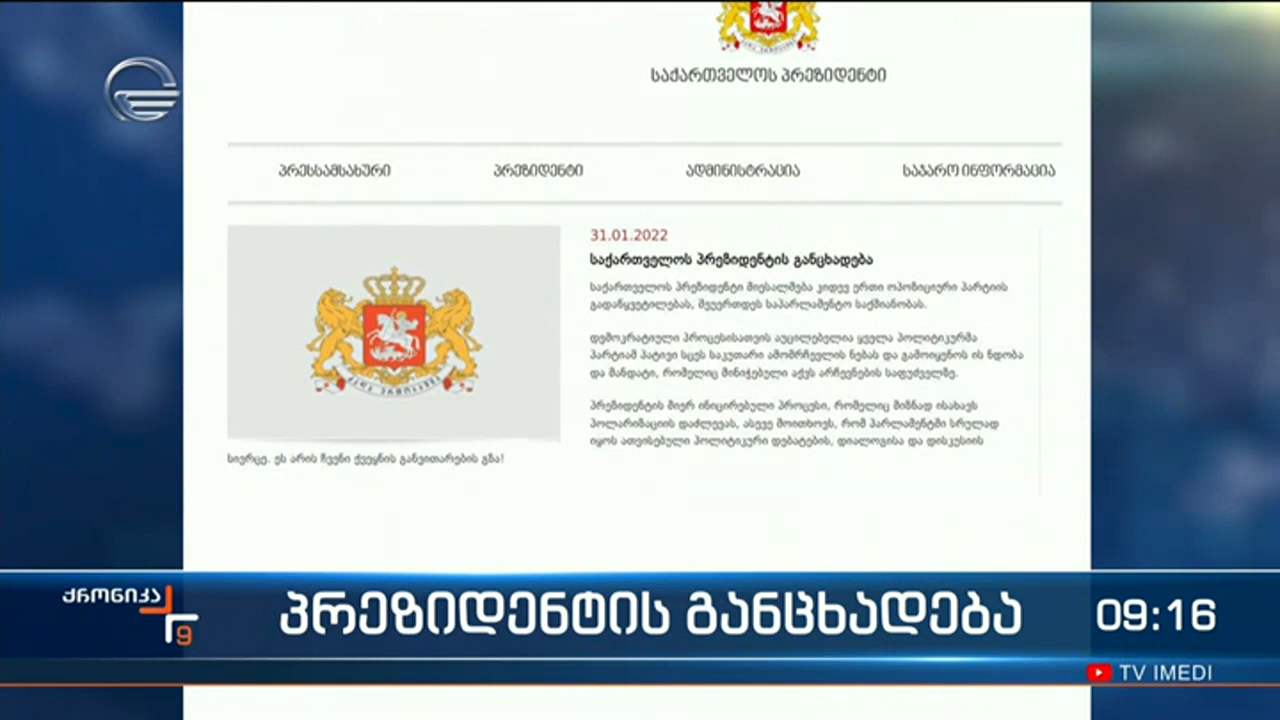 საქართველოს პრეზიდენტი
პრესსამსახური
პრეზიდენტი
ადმინისტრაცია
საჯარო ინფორმაცია
31.01.2022
საქართველოს პრეზიდენტის განცხადება
საქართველოს პრეზიდენტი მიესალმება კიდევ ერთი ოპოზიციური პარტიის
გადაწყვეტილებას, შეუერთდეს საპარლამენტო საქმიანობას.
დემოკრატიული პროცესისათვის აუცილებელია ყველა პოლიტიკურმა
პარტიამ პატივი სცეს საკუთარი ამომრჩევლის ნებას და გამოიყენოს ის ნდობა
და მანდატი, რომელიც მინიჭებული აქვს არჩევნების საფუძველზე.
პრეზიდენტის მიერ ინიცირებული პროცესი, რომელიც მიზნად ისახავს
პოლარიზაციის დაძლევას, ასევე მოითხოვს, რომ პარლამენტში სრულად
იყოს ათვისებული პოლიტიკური დებატების, დიალოგისა და დისკუსიის
სივრცე. ეს არის ჩვენი ქვეყნის განვითარების გზა!
ქრონიკა
9
პრეზიდენტის განცხადება
09:16
TV IMEDI